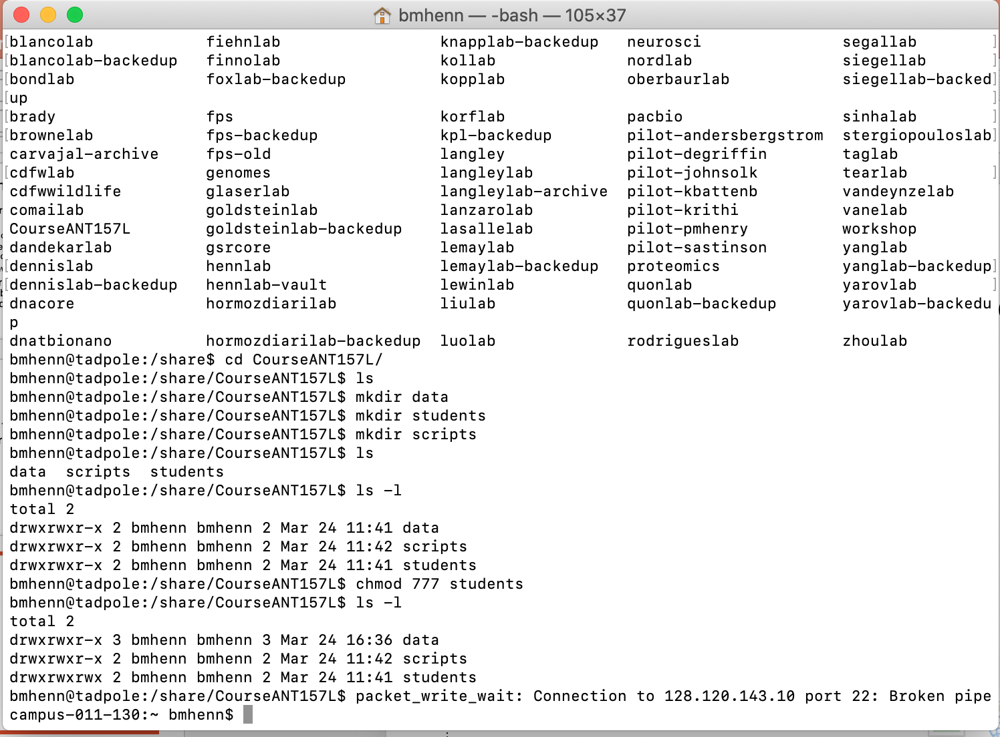 bmhenn — -bash — 105×37
[blancolab fiehnlab knapplab-backedup neurosci segallab ]
[blancolab-backedup finnolab kollab nordlab siegellab ]
[bondlab foxlab-backedup kopplab oberbaurlab siegellab-backed]
[up ]
[brady fps korflab pacbio sinhalab ]
[brownelab fps-backedup kpl-backedup pilot-andersbergstrom stergiopouloslab]
carvajal-archive fps-old langley pilot-degriffin taglab
[cdfwlab genomes langleylab pilot-johnsolk tearlab ]
cdfwwildlife glaserlab langleylab-archive pilot-kbattenb vandeynzelab
comailab goldsteinlab lanzarolab pilot-krithi vanelab
CourseANT157L goldsteinlab-backedup lasallelab pilot-pmhenry workshop
dandekarlab gsrcore lemaylab pilot-sastinson yanglab
[dennislab hennlab lemaylab-backedup proteomics yanglab-backedup]
[dennislab-backedup hennlab-vault lewinlab quonlab yarovlab ]
dnacore hormozdiarilab liulab quonlab-backedup yarovlab-backedu
p
dnatbionano hormozdiarilab-backedup luolab rodrigueslab zhoulab
bmhenn@tadpole:/share$ cd CourseANT157L/
bmhenn@tadpole:/share/CourseANT157L$ ls
bmhenn@tadpole:/share/CourseANT157L$ mkdir data
bmhenn@tadpole:/share/CourseANT157L$ mkdir students
bmhenn@tadpole:/share/CourseANT157L$ mkdir scripts
bmhenn@tadpole:/share/CourseANT157L$ ls
data scripts students
bmhenn@tadpole:/share/CourseANT157L$ ls -l
total 2
drwxrwxr-x 2 bmhenn bmhenn 2 Mar 24 11:41 data
drwxrwxr-x 2 bmhenn bmhenn 2 Mar 24 11:42 scripts
drwxrwxr-x 2 bmhenn bmhenn 2 Mar 24 11:41 students
bmhenn@tadpole:/share/CourseANT157L$ chmod 777 students
bmhenn@tadpole:/share/CourseANT157L$ ls -l
total 2
drwxrwxr-x 3 bmhenn bmhenn 3 Mar 24 16:36 data
drwxrwxr-x 2 bmhenn bmhenn 2 Mar 24 11:42 scripts
drwxrwxrwx 2 bmhenn bmhenn 2 Mar 24 11:41 students
bmhenn@tadpole:/share/CourseANT157L$ packet_write_wait: Connection to 128.120.143.10 port 22: Broken pipe
campus-011-130:~ bmhenn$